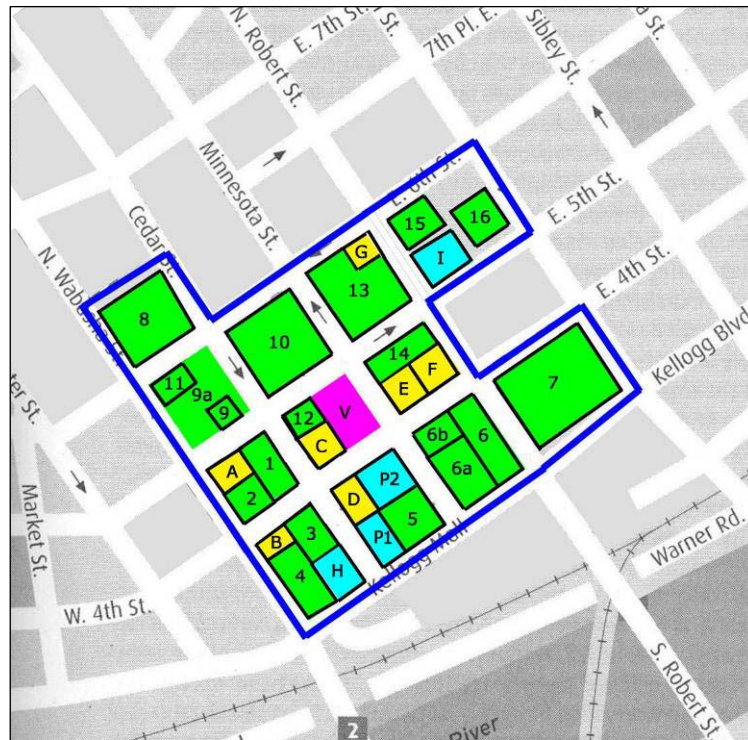 N. Robert St.
E. 7th St.
7th Pl. E.
Sibley St.
Minnesota St.
E. 6th St.
Cedar St.
E. 5th St.
E. 4th St.
Kellogg Blvd
N. Wabasha St.
ter St.
Market St.
W. 4th St.
Kellogg Mall
Warner Rd.
S. Robert St.
River
2
15
16
G
I
13
8
10
14
F
E
7
11
9a
9
12
V
C
6b
6
6a
A
1
2
D
P2
P1
5
B
3
4
H